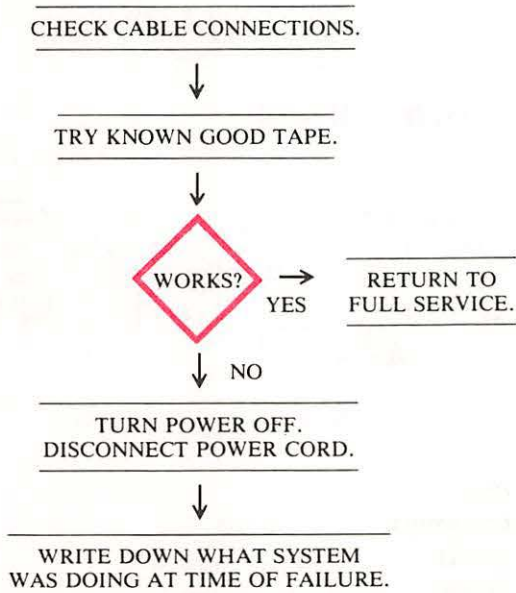 CHECK CABLE CONNECTIONS.
TRY KNOWN GOOD TAPE.
WORKS?
YES
RETURN TO
FULL SERVICE.
NO
TURN POWER OFF.
DISCONNECT POWER CORD.
WRITE DOWN WHAT SYSTEM
WAS DOING AT TIME OF FAILURE.